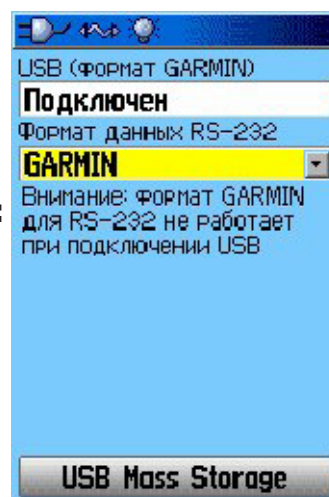 USB (формат GARMIN)
Подключен
Формат данных RS-232
GARMIN
Внимание: формат GARMIN
для RS-232 не работает
при подключении USB
USB Mass Storage